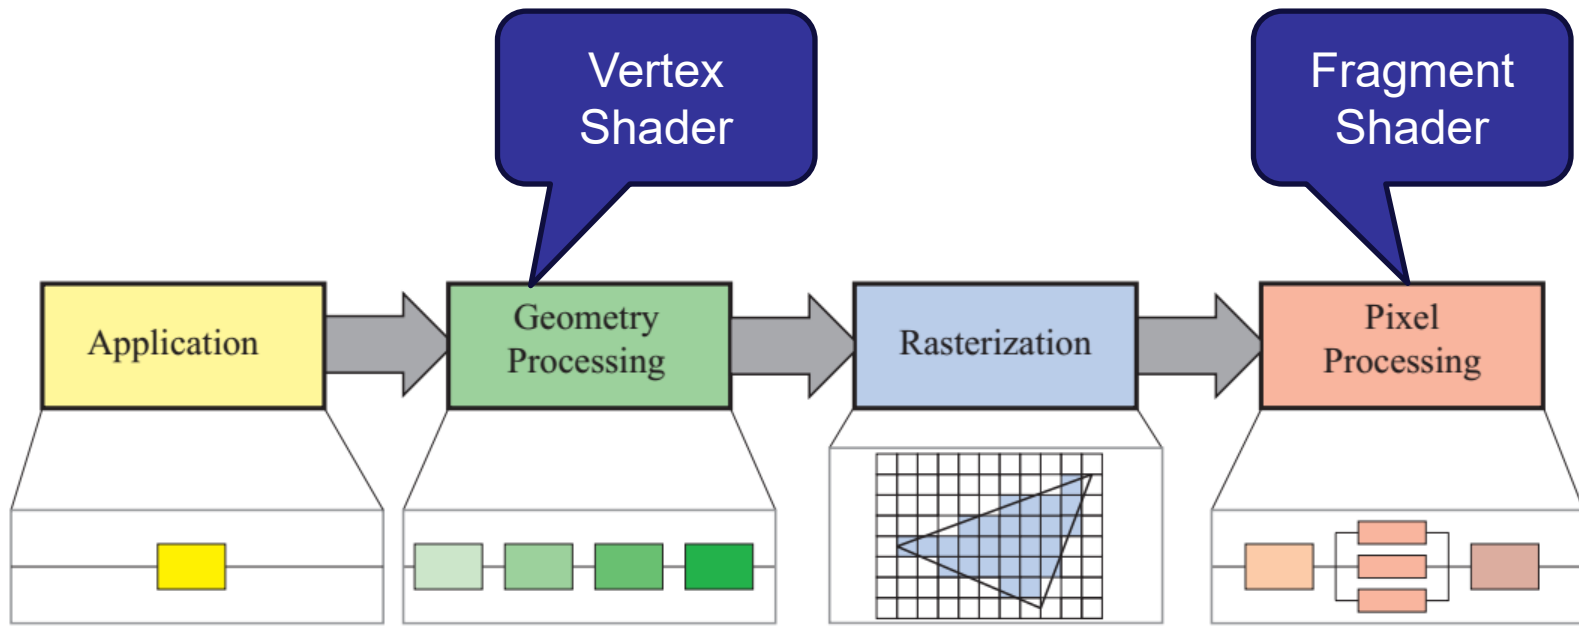 Vertex
Shader
Fragment
Shader
Application
Geometry
Processing
Rasterization
Pixel
Processing